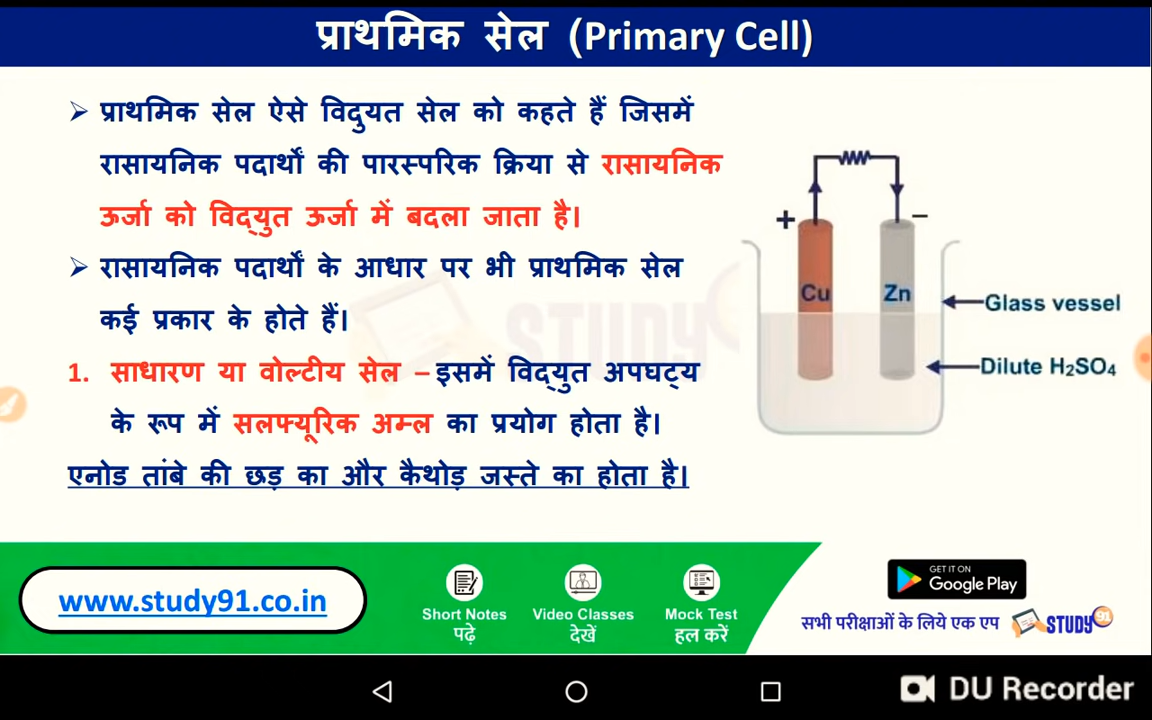 प्राथमिक सेल (Primary Cell)
➢ प्राथमिक सेल ऐसे विदुयत सेल को कहते हैं जिसमें
रासायनिक पदार्थों की पारस्परिक क्रिया से रासायनिक
ऊर्जा को विद्युत ऊर्जा में बदला जाता है।
➢ रासायनिक पदार्थों के आधार पर भी प्राथमिक सेल
कई प्रकार के होते हैं।
1. साधारण या वोल्टीय सेल – इसमें विद्युत अपघट्य
के रूप में सलफ्यूरिक अम्ल का प्रयोग होता है।
एनोड तांबे की छड़ का और कैथोड़ जस्ते का होता है।
+
−
Cu
Zn
Glass vessel
Dilute H₂SO₄
STUDY
www.study91.co.in
Short Notes
पढ़े
Video Classes
देखें
Mock Test
हल करें
GET IT ON
Google Play
सभी परीक्षाओं के लिये एक एप
STUDY 91
DU Recorder